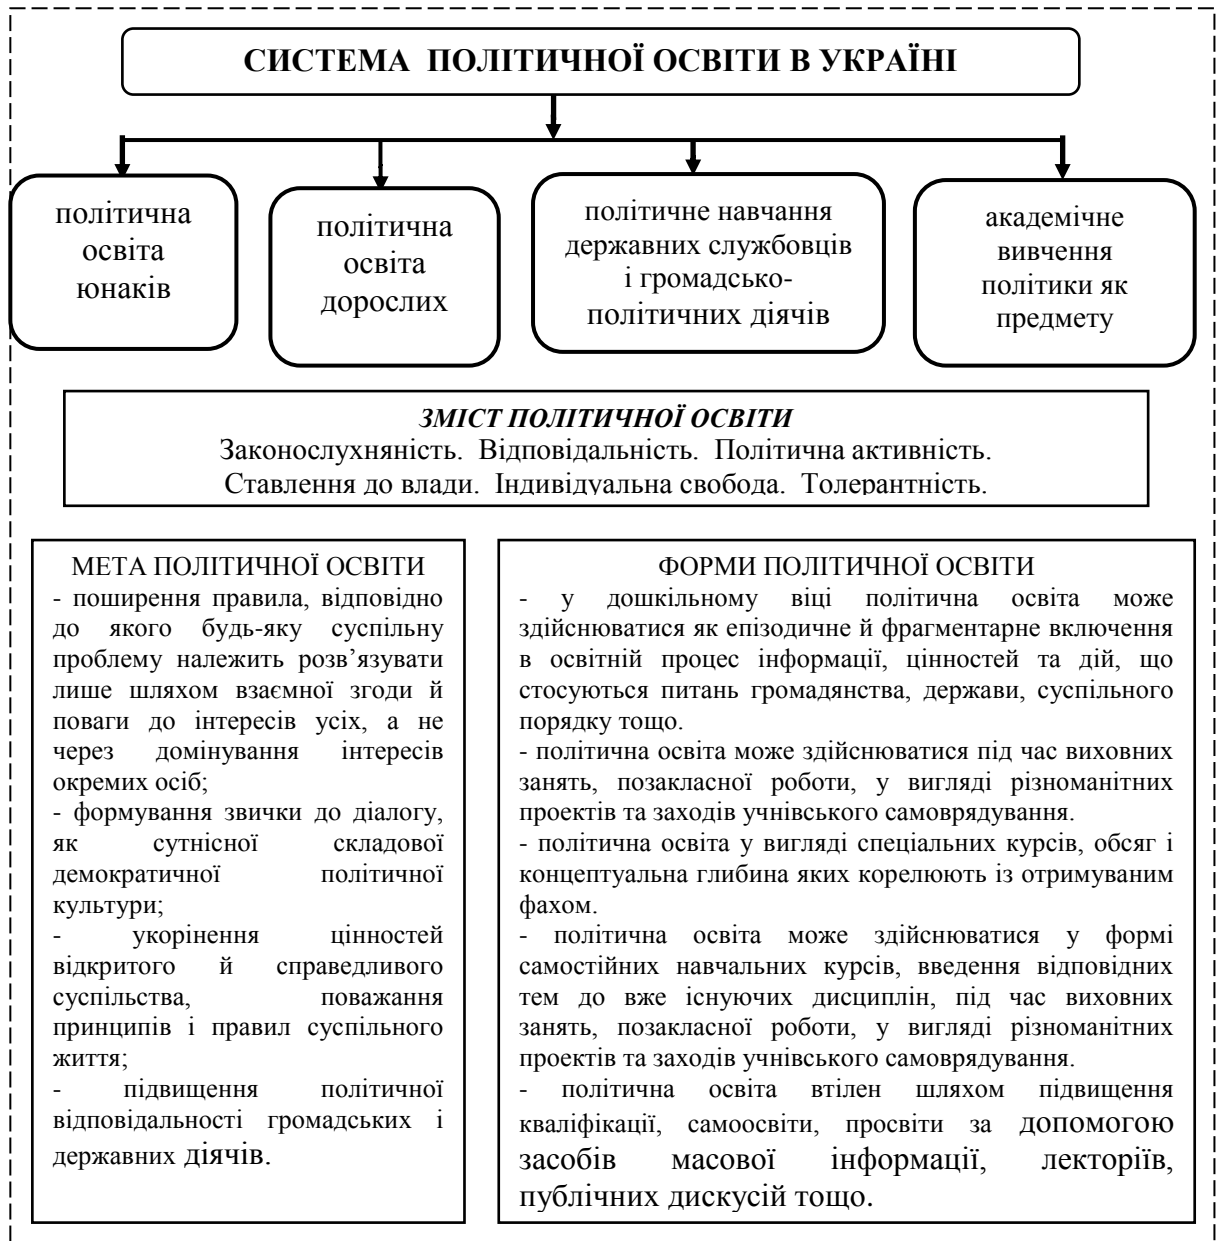 СИСТЕМА ПОЛІТИЧНОЇ ОСВІТИ В УКРАЇНІ
політична
освіта
юнаків
політична
освіта
дорослих
політичне навчання
державних службовців
і громадсько-
політичних діячів
академічне
вивчення
політики як
предмету
ЗМІСТ ПОЛІТИЧНОЇ ОСВІТИ
Законослухняність. Відповідальність. Політична активність.
Ставлення до влади. Індивідуальна свобода. Толерантність.
МЕТА ПОЛІТИЧНОЇ ОСВІТИ
- поширення правила, відповідно
до якого будь-яку суспільну
проблему належить розв’язувати
лише шляхом взаємної згоди й
поваги до інтересів усіх, а не
через домінування інтересів
окремих осіб;
- формування звички до діалогу,
як сутнісної складової
демократичної політичної
культури;
- укорінення цінностей
відкритого й справедливого
суспільства, поважання
принципів і правил суспільного
життя;
- підвищення політичної
відповідальності громадських і
державних діячів.
ФОРМИ ПОЛІТИЧНОЇ ОСВІТИ
- у дошкільному віці політична освіта може
здійснюватися як епізодичне й фрагментарне включення
в освітній процес інформації, цінностей та дій, що
стосуються питань громадянства, держави, суспільного
порядку тощо.
- політична освіта може здійснюватися під час виховних
занять, позакласної роботи, у вигляді різноманітних
проектів та заходів учнівського самоврядування.
- політична освіта у вигляді спеціальних курсів, обсяг і
концептуальна глибина яких корелюють із отримуваним
фахом.
- політична освіта може здійснюватися у формі
самостійних навчальних курсів, введення відповідних
тем до вже існуючих дисциплін, під час виховних
занять, позакласної роботи, у вигляді різноманітних
проектів та заходів учнівського самоврядування.
- політична освіта втілен шляхом підвищення
кваліфікації, самоосвіти, просвіти за допомогою
засобів масової інформації, лекторіїв,
публічних дискусій тощо.